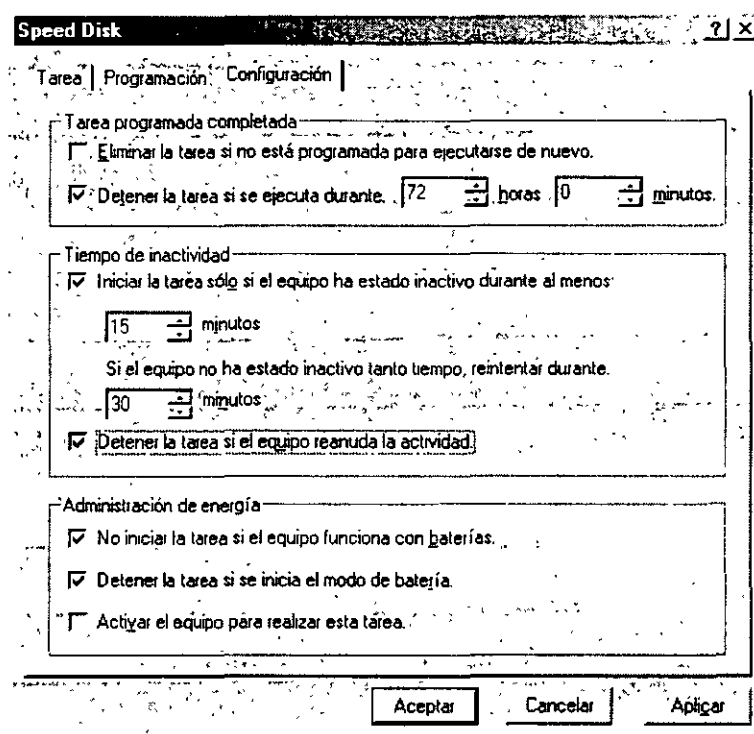 Speed Disk ? ×
Tarea Programación Configuración
Tarea programada completada
Eliminar la tarea si no está programada para ejecutarse de nuevo.
Detener la tarea si se ejecuta durante. 72 horas 0 minutos.
Tiempo de inactividad
Iniciar la tarea sólo si el equipo ha estado inactivo durante al menos:
15 minutos
Si el equipo no ha estado inactivo tanto tiempo, reintentar durante.
30 minutos
Detener la tarea si el equipo reanuda la actividad.
Administración de energía
No iniciar la tarea si el equipo funciona con baterías.
Detener la tarea si se inicia el modo de batería.
Activar el equipo para realizar esta tarea.
Aceptar Cancelar Aplicar